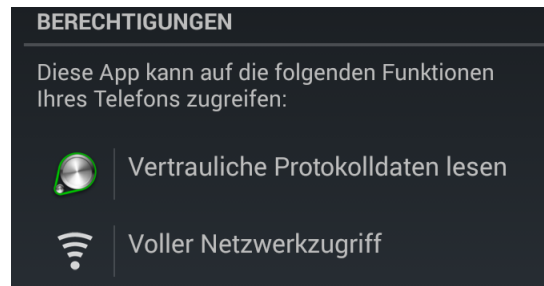 BERECHTIGUNGEN
Diese App kann auf die folgenden Funktionen
Ihres Telefons zugreifen:
Vertrauliche Protokolldaten lesen
Voller Netzwerkzugriff